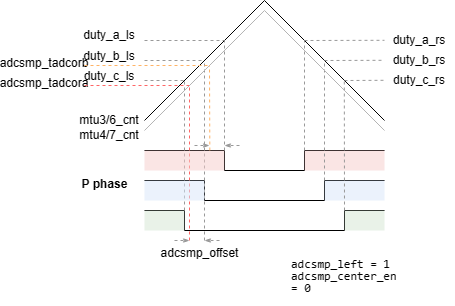 duty_a_ls
duty_a_rs
adcsmp_tadcorb
duty_b_ls
duty_b_rs
adcsmp_tadcora
duty_c_ls
duty_c_rs
mtu3/6_cnt
mtu4/7_cnt
P phase
adcsmp_offset
adcsmp_left = 1
adcsmp_center_en
= 0